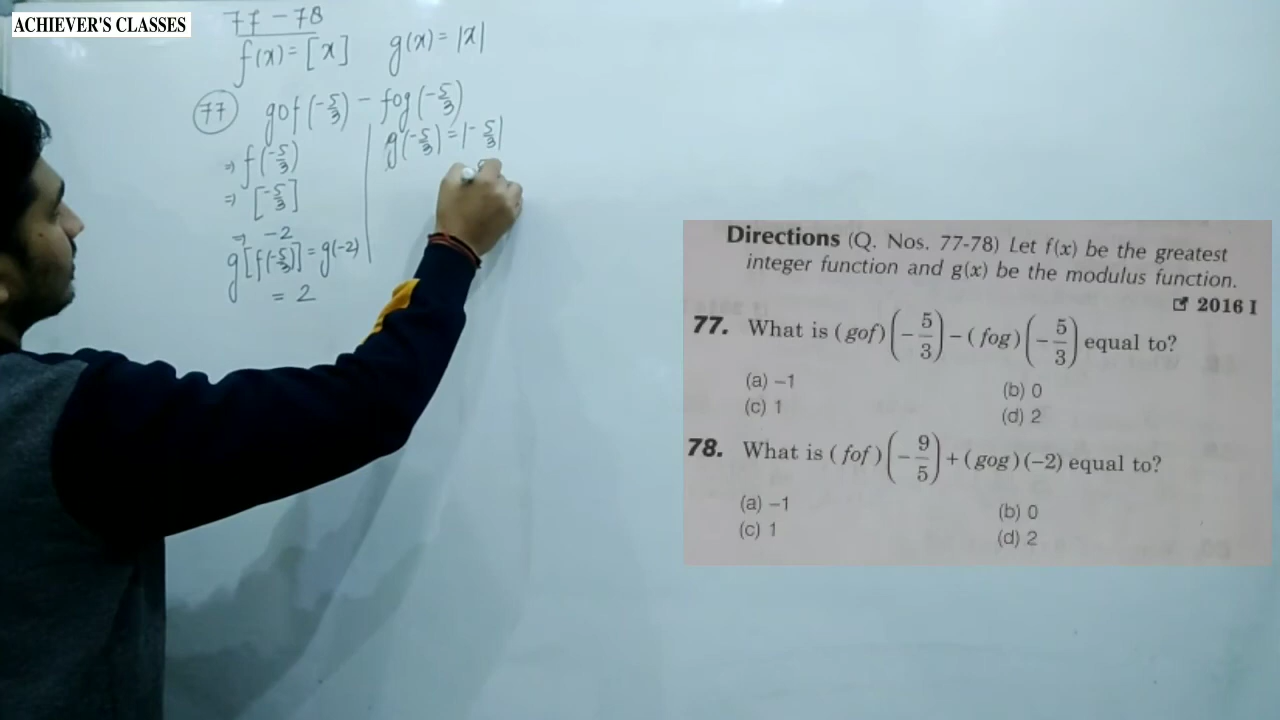 ACHIEVER'S CLASSES
77 - 78
f(x) = [x] g(x) = |x|
77 gof(-5/3) - fog(-5/3)
⇒ f(-5/3)
⇒ [-5/3]
⇒ -2
g[f(-5/3)] = g(-2)
= 2
g(-5/3) = |-5/3|
Directions (Q. Nos. 77-78) Let f(x) be the greatest
integer function and g(x) be the modulus function.
2016 I
77. What is (gof)(-5/3) - (fog)(-5/3) equal to?
(a) -1 (b) 0
(c) 1 (d) 2
78. What is (fof)(-9/5) + (gog)(-2) equal to?
(a) -1 (b) 0
(c) 1 (d) 2